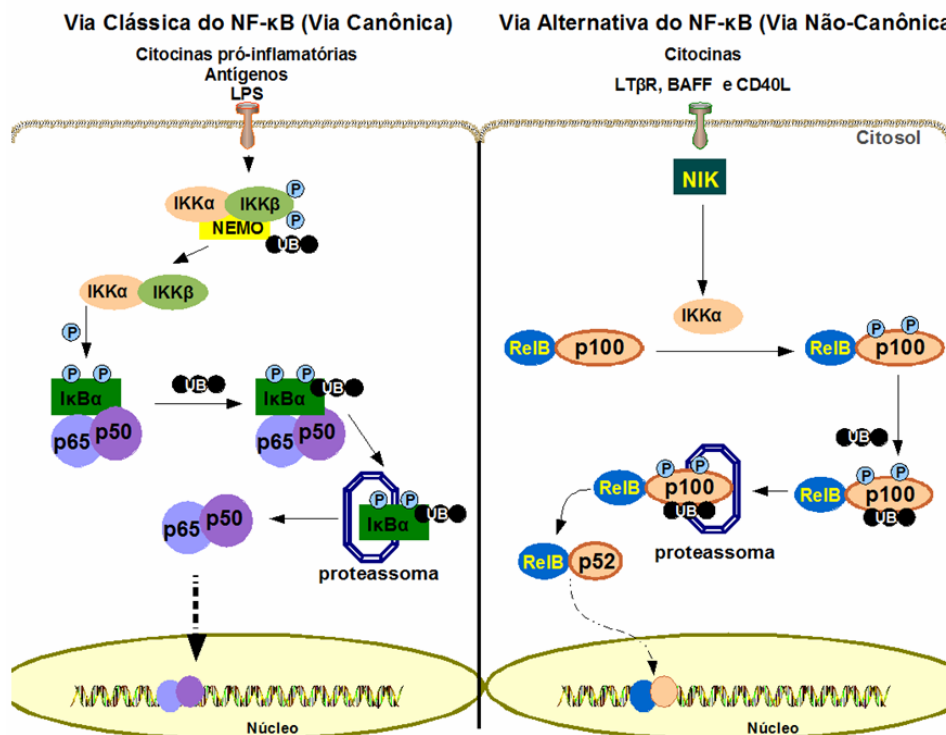 Via Clássica do NF-κB (Via Canônica)
Citocinas pró-inflamatórias
Antígenos
LPS
IKKα
IKKβ
P
P
NEMO
UB
IKKα
IKKβ
P
P
P
IκBα
p65
p50
UB
P
P
IκBα
UB
p65
p50
P
P
IκBα
UB
proteassoma
p65
p50
Núcleo
Via Alternativa do NF-κB (Via Não-Canônica
Citocinas
LTβR, BAFF e CD40L
Citosol
NIK
IKKα
RelB
p100
P
P
RelB
p100
UB
P
P
RelB
p100
UB
P
P
RelB
p100
UB
proteassoma
RelB
p52
Núcleo